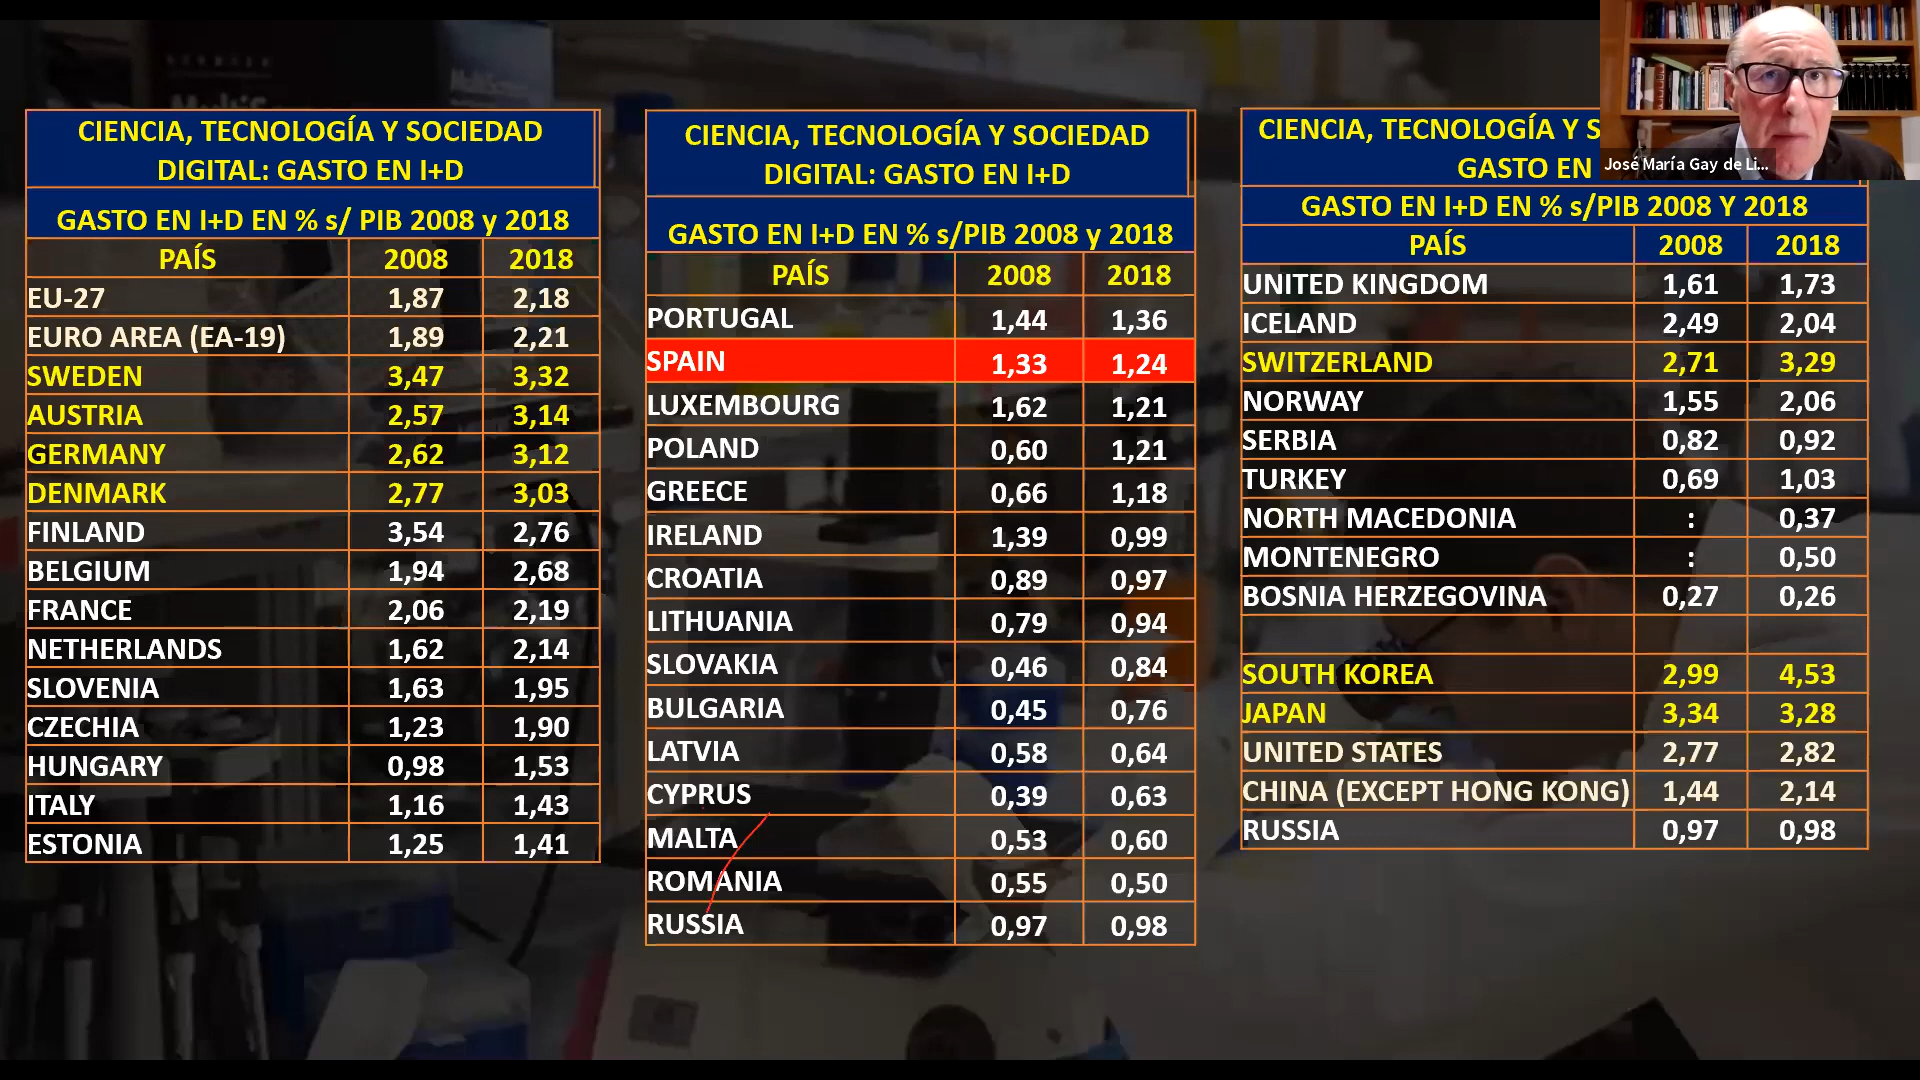 CIENCIA, TECNOLOGÍA Y SOCIEDAD
DIGITAL: GASTO EN I+D
GASTO EN I+D EN % s/ PIB 2008 y 2018
PAÍS 2008 2018
EU-27 1,87 2,18
EURO AREA (EA-19) 1,89 2,21
SWEDEN 3,47 3,32
AUSTRIA 2,57 3,14
GERMANY 2,62 3,12
DENMARK 2,77 3,03
FINLAND 3,54 2,76
BELGIUM 1,94 2,68
FRANCE 2,06 2,19
NETHERLANDS 1,62 2,14
SLOVENIA 1,63 1,95
CZECHIA 1,23 1,90
HUNGARY 0,98 1,53
ITALY 1,16 1,43
ESTONIA 1,25 1,41
CIENCIA, TECNOLOGÍA Y SOCIEDAD
DIGITAL: GASTO EN I+D
GASTO EN I+D EN % s/PIB 2008 y 2018
PAÍS 2008 2018
PORTUGAL 1,44 1,36
SPAIN 1,33 1,24
LUXEMBOURG 1,62 1,21
POLAND 0,60 1,21
GREECE 0,66 1,18
IRELAND 1,39 0,99
CROATIA 0,89 0,97
LITHUANIA 0,79 0,94
SLOVAKIA 0,46 0,84
BULGARIA 0,45 0,76
LATVIA 0,58 0,64
CYPRUS 0,39 0,63
MALTA 0,53 0,60
ROMANIA 0,55 0,50
RUSSIA 0,97 0,98
CIENCIA, TECNOLOGÍA Y S
GASTO EN
GASTO EN I+D EN % s/PIB 2008 Y 2018
PAÍS 2008 2018
UNITED KINGDOM 1,61 1,73
ICELAND 2,49 2,04
SWITZERLAND 2,71 3,29
NORWAY 1,55 2,06
SERBIA 0,82 0,92
TURKEY 0,69 1,03
NORTH MACEDONIA : 0,37
MONTENEGRO : 0,50
BOSNIA HERZEGOVINA 0,27 0,26
SOUTH KOREA 2,99 4,53
JAPAN 3,34 3,28
UNITED STATES 2,77 2,82
CHINA (EXCEPT HONG KONG) 1,44 2,14
RUSSIA 0,97 0,98
José María Gay de Li...